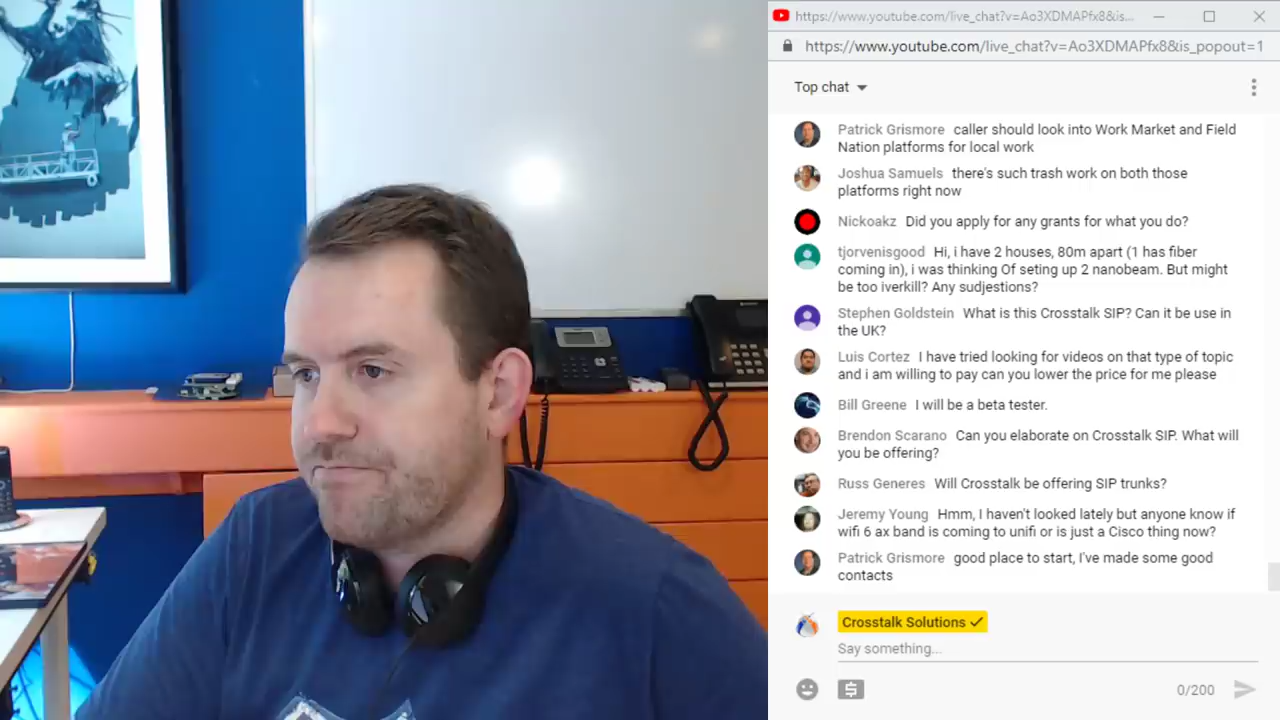 https://www.youtube.com/live_chat?v=Ao3XDMAPfx8&is...
https://www.youtube.com/live_chat?v=Ao3XDMAPfx8&is_popout=1
Top chat
Patrick Grismore caller should look into Work Market and Field
Nation platforms for local work
Joshua Samuels there's such trash work on both those
platforms right now
Nickoakz Did you apply for any grants for what you do?
tjorvenisgood Hi, i have 2 houses, 80m apart (1 has fiber
coming in), i was thinking Of seting up 2 nanobeam. But might
be too iverkill? Any sudjestions?
Stephen Goldstein What is this Crosstalk SIP? Can it be use in
the UK?
Luis Cortez I have tried looking for videos on that type of topic
and i am willing to pay can you lower the price for me please
Bill Greene I will be a beta tester.
Brendon Scarano Can you elaborate on Crosstalk SIP. What will
you be offering?
Russ Generes Will Crosstalk be offering SIP trunks?
Jeremy Young Hmm, I haven't looked lately but anyone know if
wifi 6 ax band is coming to unifi or is just a Cisco thing now?
Patrick Grismore good place to start, I've made some good
contacts
Crosstalk Solutions
Say something...
0/200